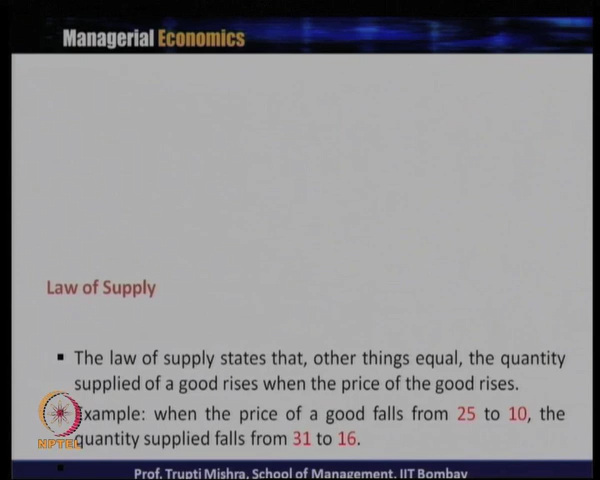 Managerial Economics
Law of Supply
The law of supply states that, other things equal, the quantity
supplied of a good rises when the price of the good rises.
Example: when the price of a good falls from 25 to 10, the
quantity supplied falls from 31 to 16.
NPTEL
Prof. Trupti Mishra, School of Management, IIT Bombay